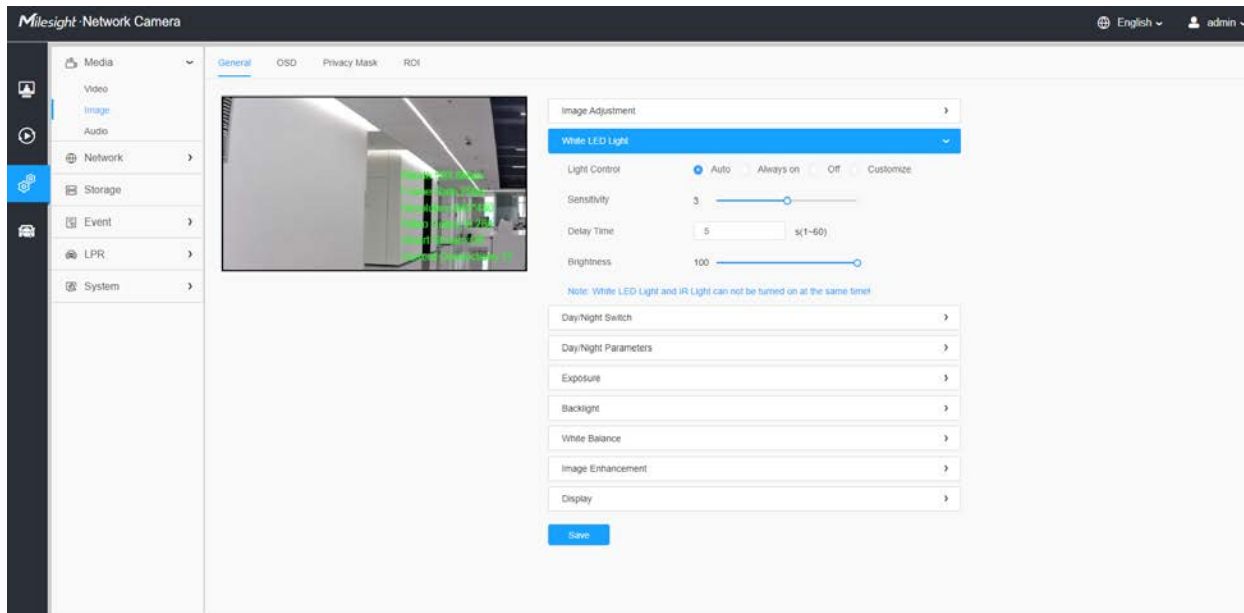 Milesight Network Camera
English
admin
Media
Video
Image
Audio
Network
Storage
Event
LPR
System
General OSD Privacy Mask ROI
Image Adjustment
White LED Light
Light Control Auto Always on Off Customize
Sensitivity 3
Delay Time 5 s(1~60)
Brightness 100
Note: White LED Light and IR Light can not be turned on at the same time!
Day/Night Switch
Day/Night Parameters
Exposure
Backlight
White Balance
Image Enhancement
Display
Save